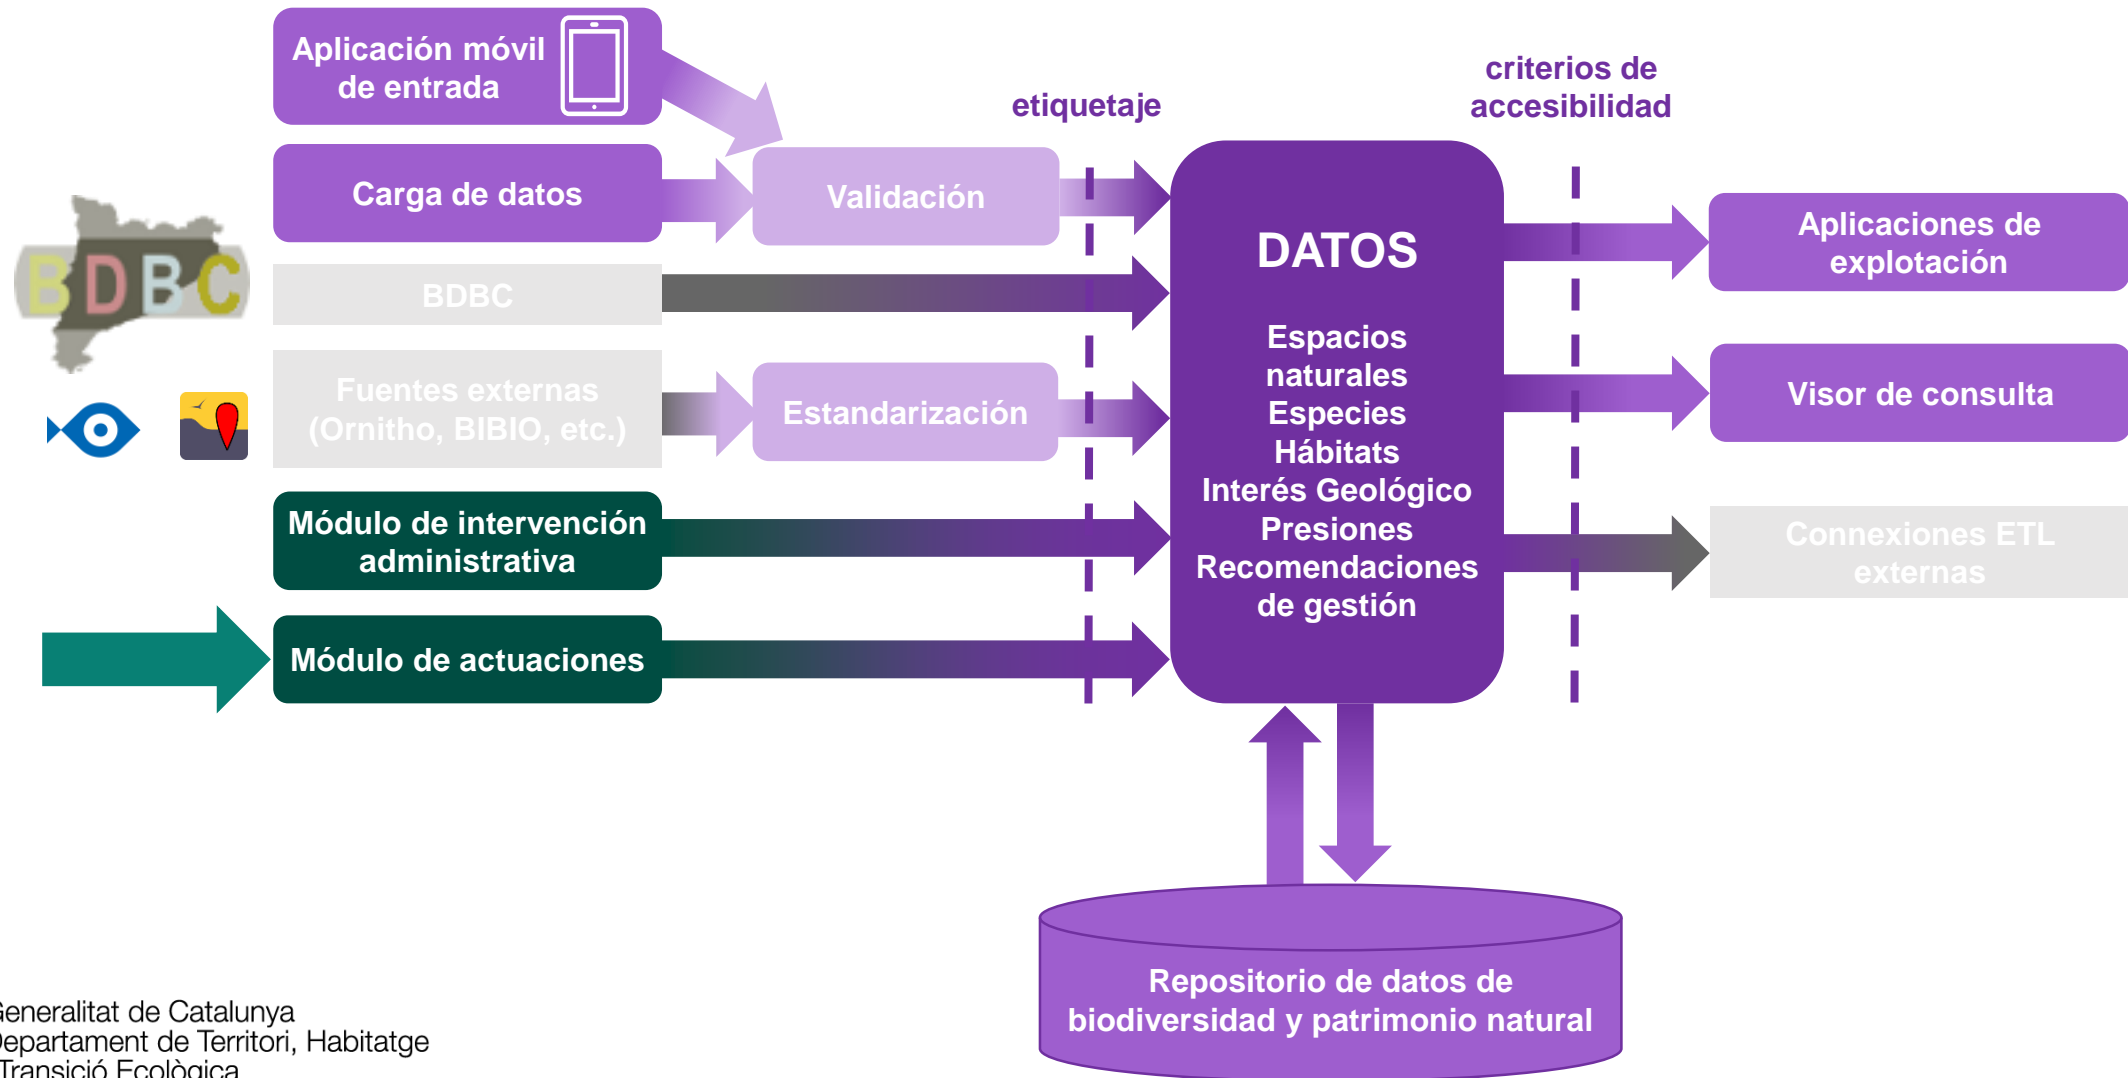 Aplicación móvil
de entrada
etiquetaje
criterios de
accesibilidad
Carga de datos
Validación
BDBC
BDBC
Fuentes externas
(Ornitho, BIBIO, etc.)
Estandarización
Módulo de intervención
administrativa
Módulo de actuaciones
DATOS
Espacios
naturales
Especies
Hábitats
Interés Geológico
Presiones
Recomendaciones
de gestión
Aplicaciones de
explotación
Visor de consulta
Connexiones ETL
externas
Repositorio de datos de
biodiversidad y patrimonio natural
Generalitat de Catalunya
Departament de Territori, Habitatge
Transició Ecològica